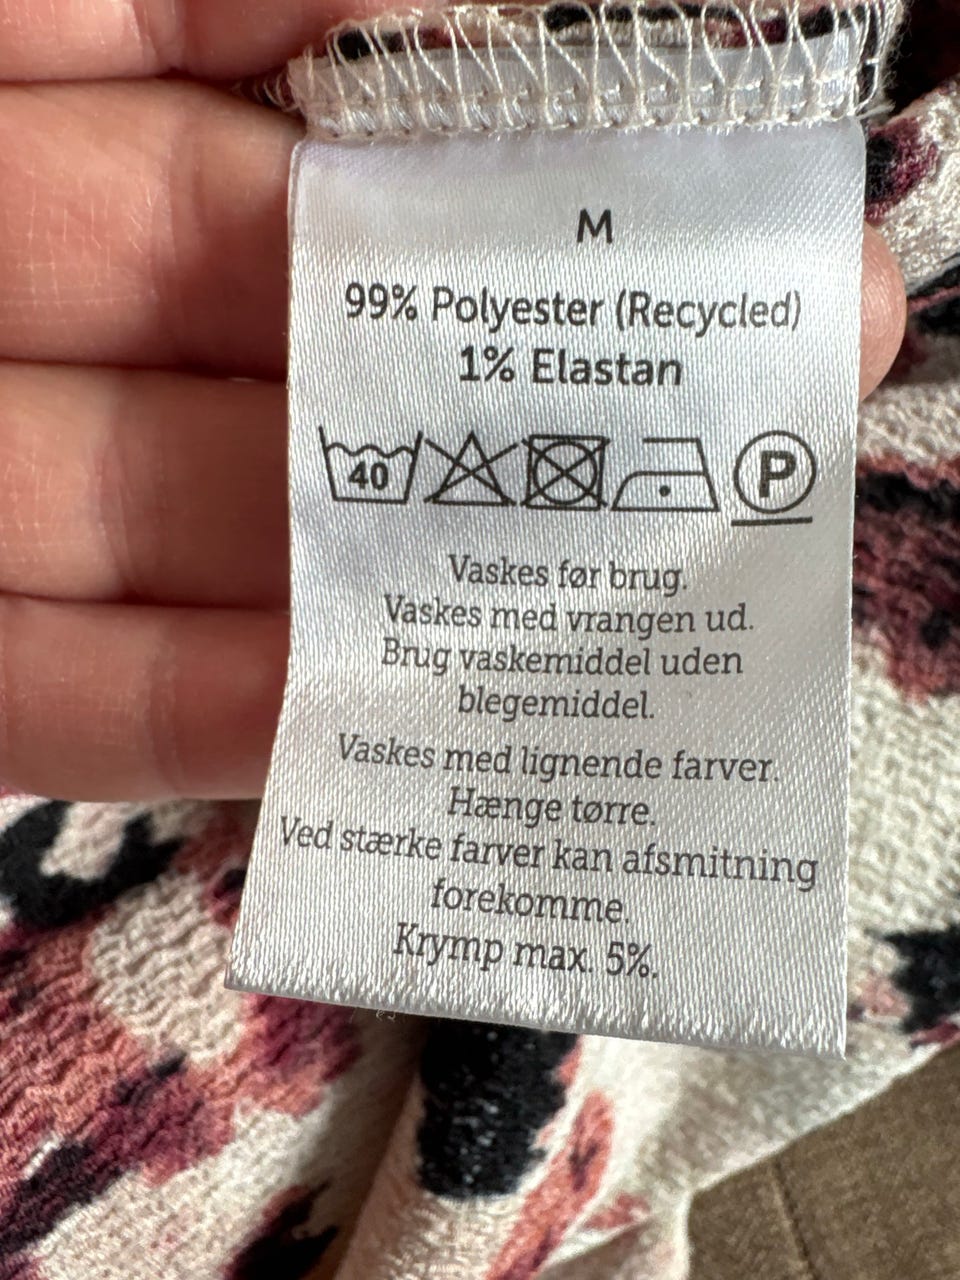 M
99% Polyester (Recycled)
1% Elastan
40 P
Vaskes før brug.
Vaskes med vrangen ud.
Brug vaskemiddel uden
blegemiddel.
Vaskes med lignende farver.
Hænge tørre.
Ved stærke farver kan afsmitning
forekomme.
Krymp max. 5%.